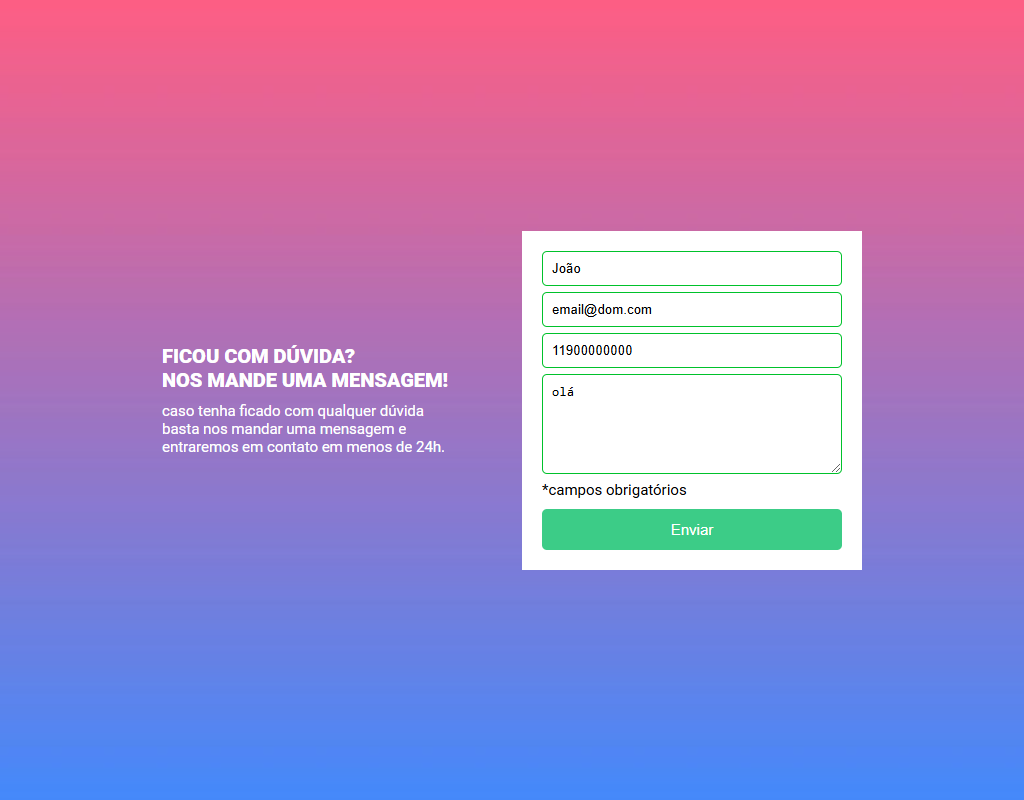 FICOU COM DÚVIDA?
NOS MANDE UMA MENSAGEM!
caso tenha ficado com qualquer dúvida
basta nos mandar uma mensagem e
entraremos em contato em menos de 24h.
João
email@dom.com
11900000000
olá
*campos obrigatórios
Enviar